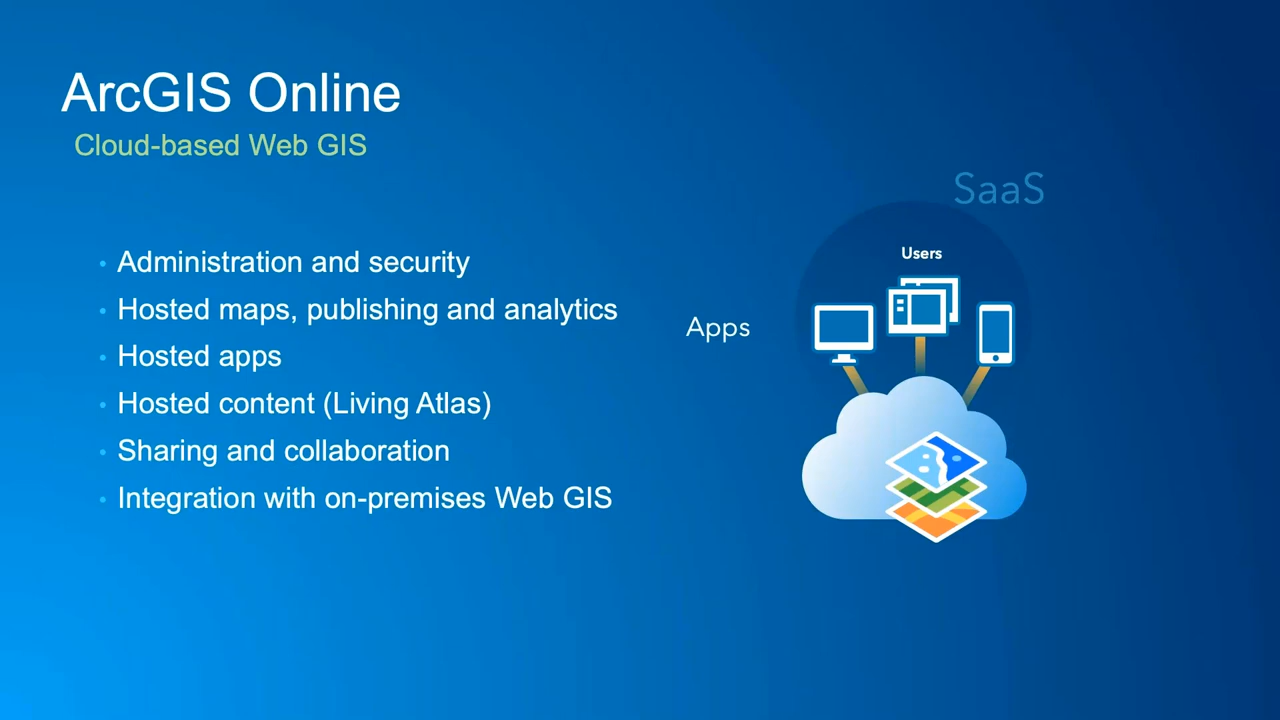 ArcGIS Online
Cloud-based Web GIS
• Administration and security
• Hosted maps, publishing and analytics
• Hosted apps
• Hosted content (Living Atlas)
• Sharing and collaboration
• Integration with on-premises Web GIS
SaaS
Users
Apps